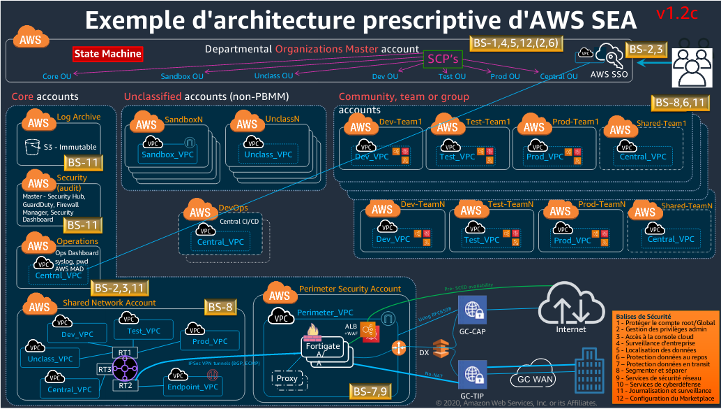 Exemple d'architecture prescriptive d'AWS SEA
v1.2c
AWS
State Machine
Departmental Organizations Master account
BS-1,4,5,12,(2,6)
BS-2,3
SCP's
VPC
AWS SSO
Core OU
Sandbox OU
Unclass OU
Dev OU
Test OU
Prod OU
Central OU
Core accounts
Unclassified accounts (non-PBMM)
Community, team or group
accounts
BS-8,6,11
AWS
Log Archive
S3 - Immutable
BS-11
AWS
SandboxN
VPC
Sandbox_VPC
AWS
UnclassN
VPC
Unclass_VPC
AWS
Dev-Team1
VPC
Dev_VPC
AWS
Test-Team1
VPC
Test_VPC
AWS
Prod-Team1
VPC
Prod_VPC
AWS
Shared-Team1
VPC
Central_VPC
AWS
Security
(audit)
Master - Security Hub,
GuardDuty, Firewall
Manager, Security
Dashboard
BS-11
AWS
DevOps
Central CI/CD
VPC
Central_VPC
AWS
Dev-TeamN
VPC
Dev_VPC
AWS
Test-TeamN
VPC
Test_VPC
AWS
Prod-TeamN
VPC
Prod_VPC
AWS
Shared-TeamN
VPC
Central_VPC
AWS
Operations
Ops Dashboard
syslog, pwd
AWS MAD
VPC
Central_VPC
BS-2,3,11
AWS
Shared Network Account
BS-8
VPC
Dev_VPC
VPC
Test_VPC
VPC
Prod_VPC
VPC
Unclass_VPC
RT1
RT3
RT2
VPC
Central_VPC
VPC
Endpoint_VPC
AWS
Perimeter Security Account
VPC
Perimeter_VPC
ALB
+WAF
Fortigate
Proxy
BS-7,9
DX
GC-CAP
GC-TIP
Internet
GC WAN
Balises de Sécurité
1 – Protéger le compte root/Global
2 - Gestion des privilèges admin
3 – Accès à la console cloud
4 – Surveillance d'entreprise
5 – Localisation des données
6 – Protection données au repos
7 – Protection données en transit
8 – Segmenter et séparer
9 – Services de sécurité réseau
10 – Services de cyberdéfense
11 – Journalisation et surveillance
12 – Configuration du Marketplace
© 2020, Amazon Web Services, Inc. or its Affiliates.